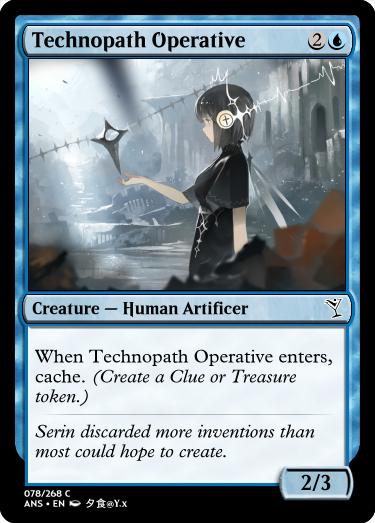 Technopath Operative 2
Creature — Human Artificer
When Technopath Operative enters,
cache. (Create a Clue or Treasure
token.)
Serin discarded more inventions than
most could hope to create.
2/3
078/268 C
ANS • EN 夕食@Y.x